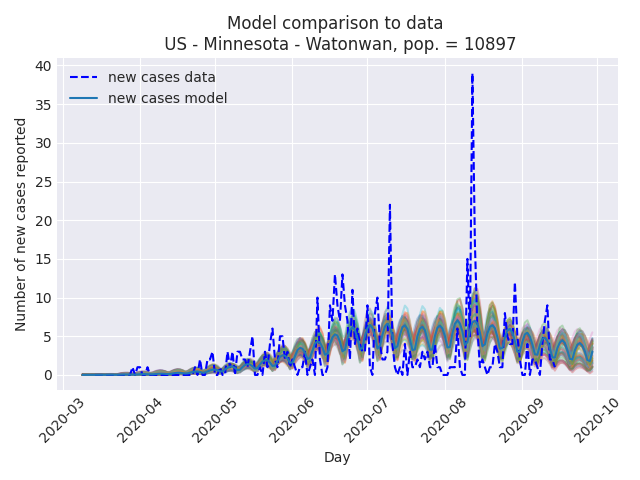 Model comparison to data
US - Minnesota - Watonwan, pop. = 10897
new cases data
new cases model
Number of new cases reported
40
35
30
25
20
15
10
5
0
2020-03
2020-04
2020-05
2020-06
2020-07
2020-08
2020-09
2020-10
Day